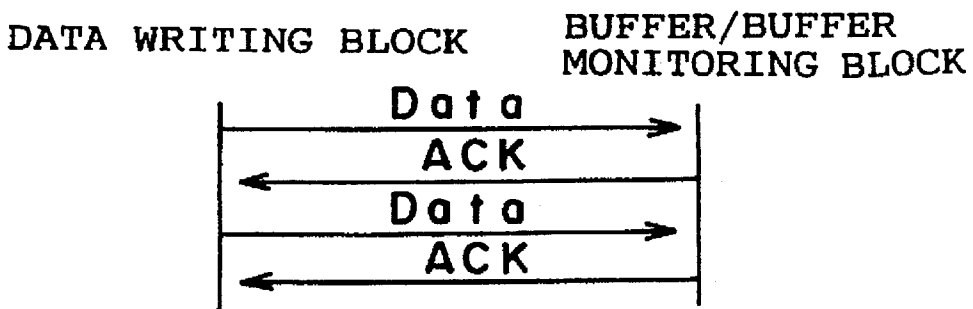 DATA WRITING BLOCK
BUFFER/BUFFER
MONITORING BLOCK
Data
ACK
Data
ACK